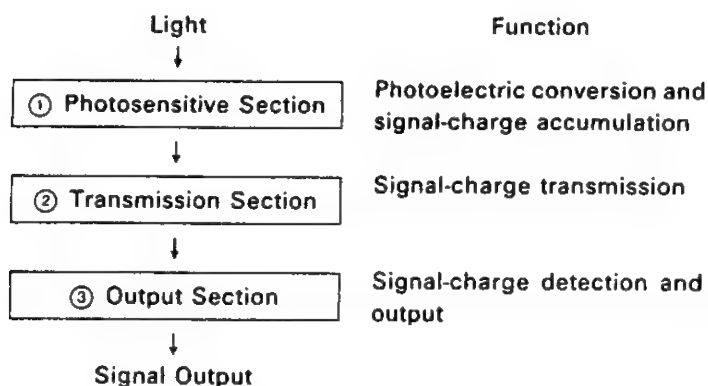 Light Function
① Photosensitive Section Photoelectric conversion and
signal-charge accumulation
② Transmission Section Signal-charge transmission
③ Output Section Signal-charge detection and
output
Signal Output